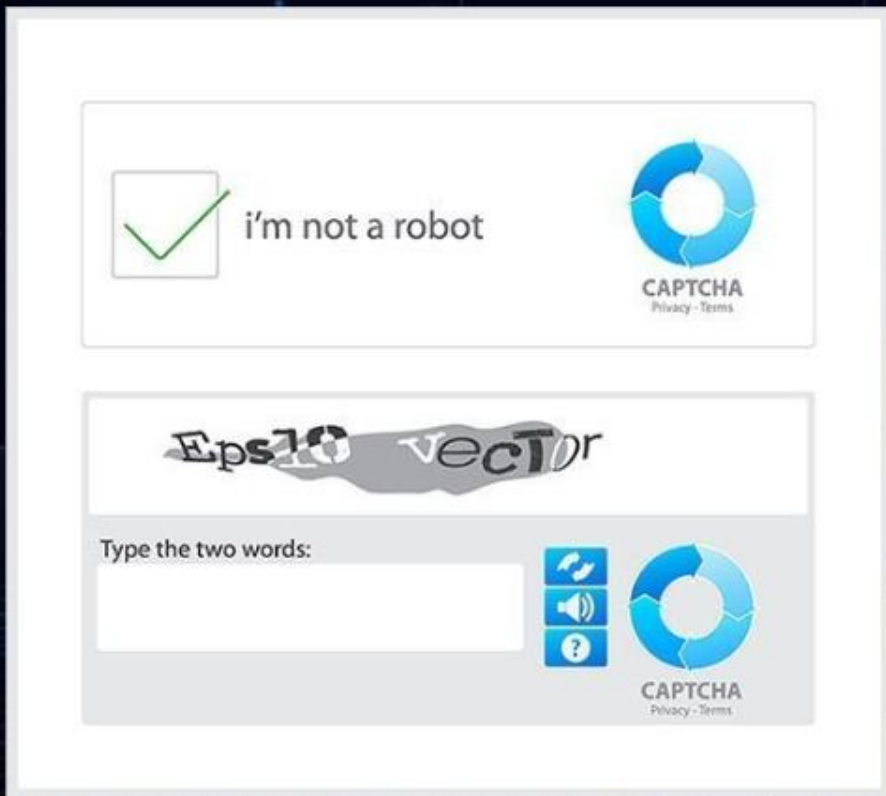 i'm not a robot
CAPTCHA
Privacy - Terms
Eps10 vecTor
Type the two words:
?
CAPTCHA
Privacy - Terms